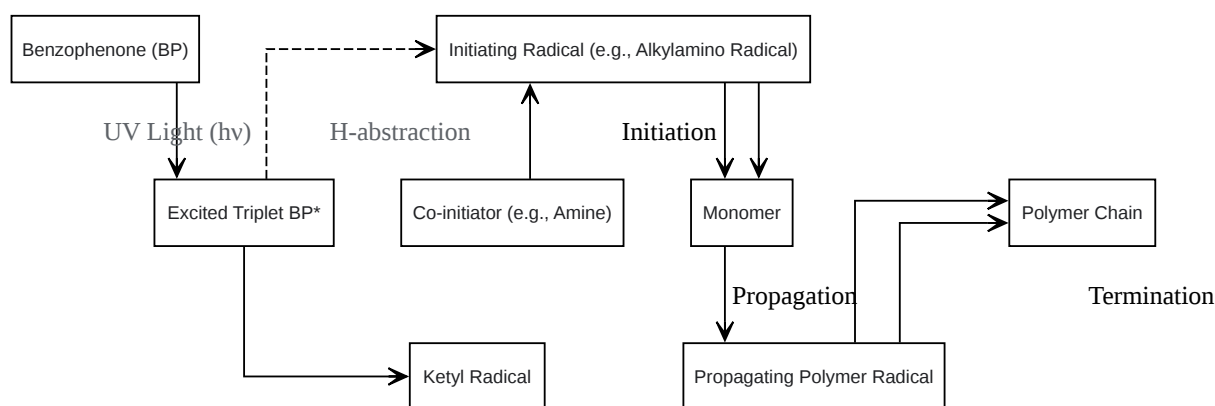 Benzophenone (BP)
Initiating Radical (e.g., Alkylamino Radical)
UV Light (hν)
H-abstraction
Initiation
Excited Triplet BP*
Co-initiator (e.g., Amine)
Monomer
Polymer Chain
Propagation
Termination
Ketyl Radical
Propagating Polymer Radical